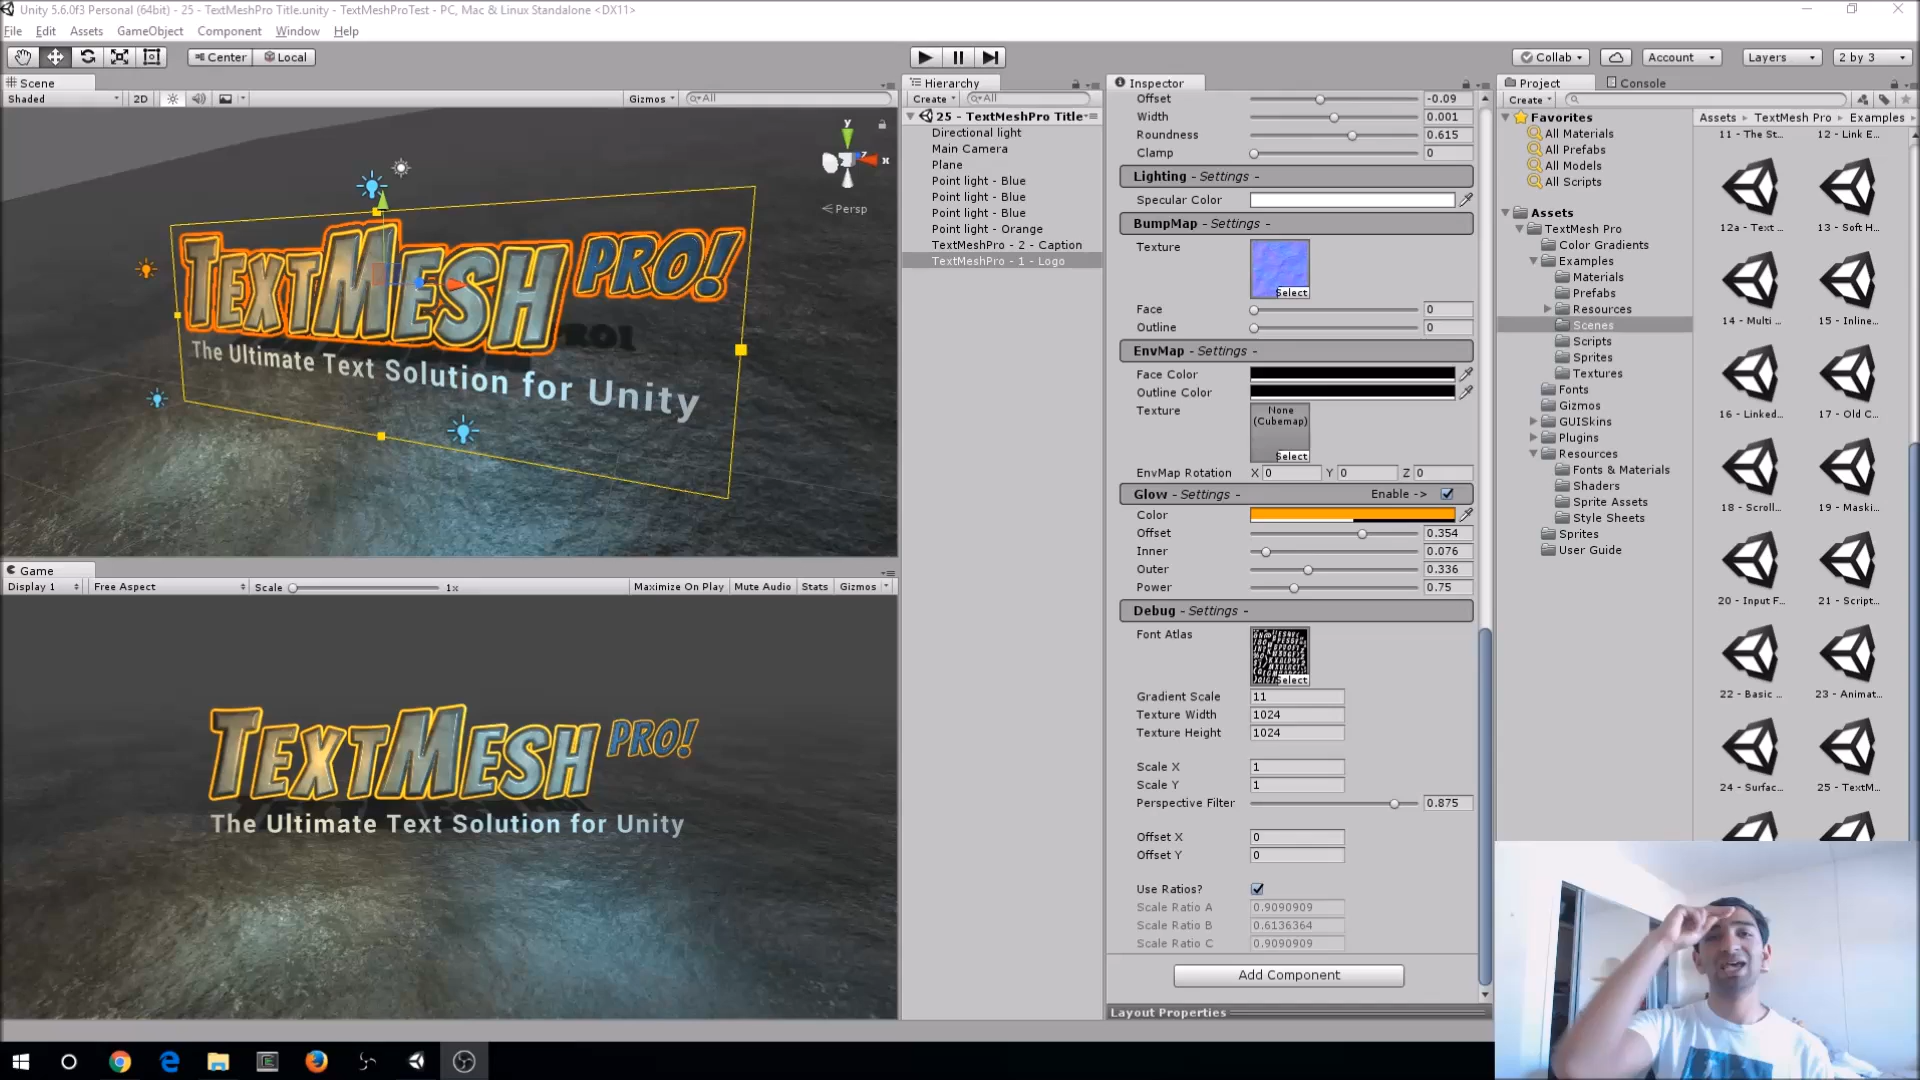 Unity 5.6.0f3 Personal (64bit) - 25 - TextMeshPro Title.unity - TextMeshProTest - PC, Mac & Linux Standalone <DX11>
File Edit Assets GameObject Component Window Help
Center Local
Collab Account Layers 2 by 3
Scene
Shaded 2D Gizmos All
y
x
Persp
TEXTMESH PRO!
The Ultimate Text Solution for Unity
Game
Display 1 Free Aspect Scale 1x Maximize On Play Mute Audio Stats Gizmos
TEXTMESH PRO!
The Ultimate Text Solution for Unity
Hierarchy
Create All
25 - TextMeshPro Title
Directional light
Main Camera
Plane
Point light - Blue
Point light - Blue
Point light - Blue
Point light - Orange
TextMeshPro - 2 - Caption
TextMeshPro - 1 - Logo
Inspector
Offset -0.09
Width 0.001
Roundness 0.615
Clamp 0
Lighting - Settings -
Specular Color
BumpMap - Settings -
Texture
Select
Face 0
Outline 0
EnvMap - Settings -
Face Color
Outline Color
Texture
None
(Cubemap)
Select
EnvMap Rotation X 0 Y 0 Z 0
Glow - Settings - Enable ->
Color
Offset 0.354
Inner 0.076
Outer 0.336
Power 0.75
Debug - Settings -
Font Atlas
Select
Gradient Scale 11
Texture Width 1024
Texture Height 1024
Scale X 1
Scale Y 1
Perspective Filter 0.875
Offset X 0
Offset Y 0
Use Ratios?
Scale Ratio A 0.9090909
Scale Ratio B 0.6136364
Scale Ratio C 0.9090909
Add Component
Layout Properties
Project Console
Create
Favorites
All Materials
All Prefabs
All Models
All Scripts
Assets
TextMesh Pro
Color Gradients
Examples
Materials
Prefabs
Resources
Scenes
Scripts
Sprites
Textures
Fonts
Gizmos
GUISkins
Plugins
Resources
Fonts & Materials
Shaders
Sprite Assets
Style Sheets
Sprites
User Guide
Assets TextMesh Pro Examples
11 - The St... 12 - Link E...
12a - Text ... 13 - Soft H...
14 - Multi ... 15 - Inline...
16 - Linked... 17 - Old C...
18 - Scroll... 19 - Maski...
20 - Input F... 21 - Script...
22 - Basic ... 23 - Animat...
24 - Surfac... 25 - TextM...